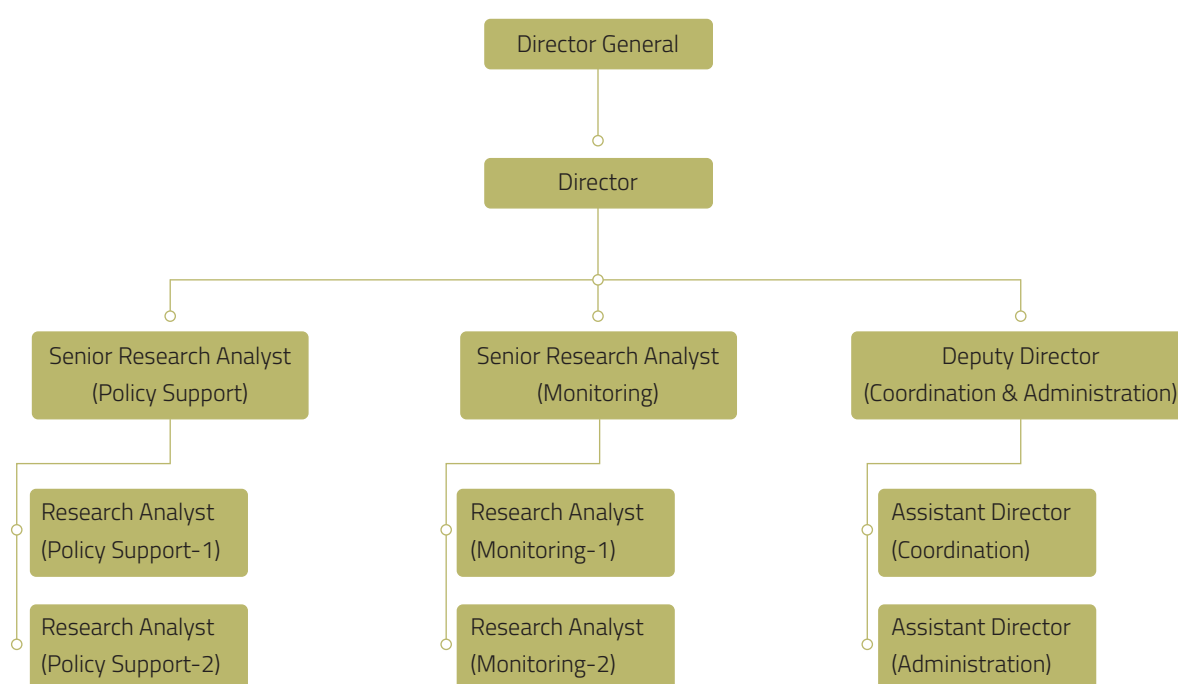 Director General
Director
Senior Research Analyst
(Policy Support)
Senior Research Analyst
(Monitoring)
Deputy Director
(Coordination & Administration)
Research Analyst
(Policy Support-1)
Research Analyst
(Monitoring-1)
Assistant Director
(Coordination)
Research Analyst
(Policy Support-2)
Research Analyst
(Monitoring-2)
Assistant Director
(Administration)